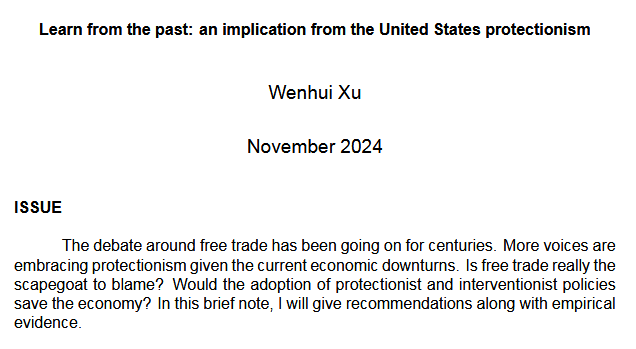 Learn from the past: an implication from the United States protectionism
Wenhui Xu
November 2024
ISSUE
The debate around free trade has been going on for centuries. More voices are
embracing protectionism given the current economic downturns. Is free trade really the
scapegoat to blame? Would the adoption of protectionist and interventionist policies
save the economy? In this brief note, I will give recommendations along with empirical
evidence.